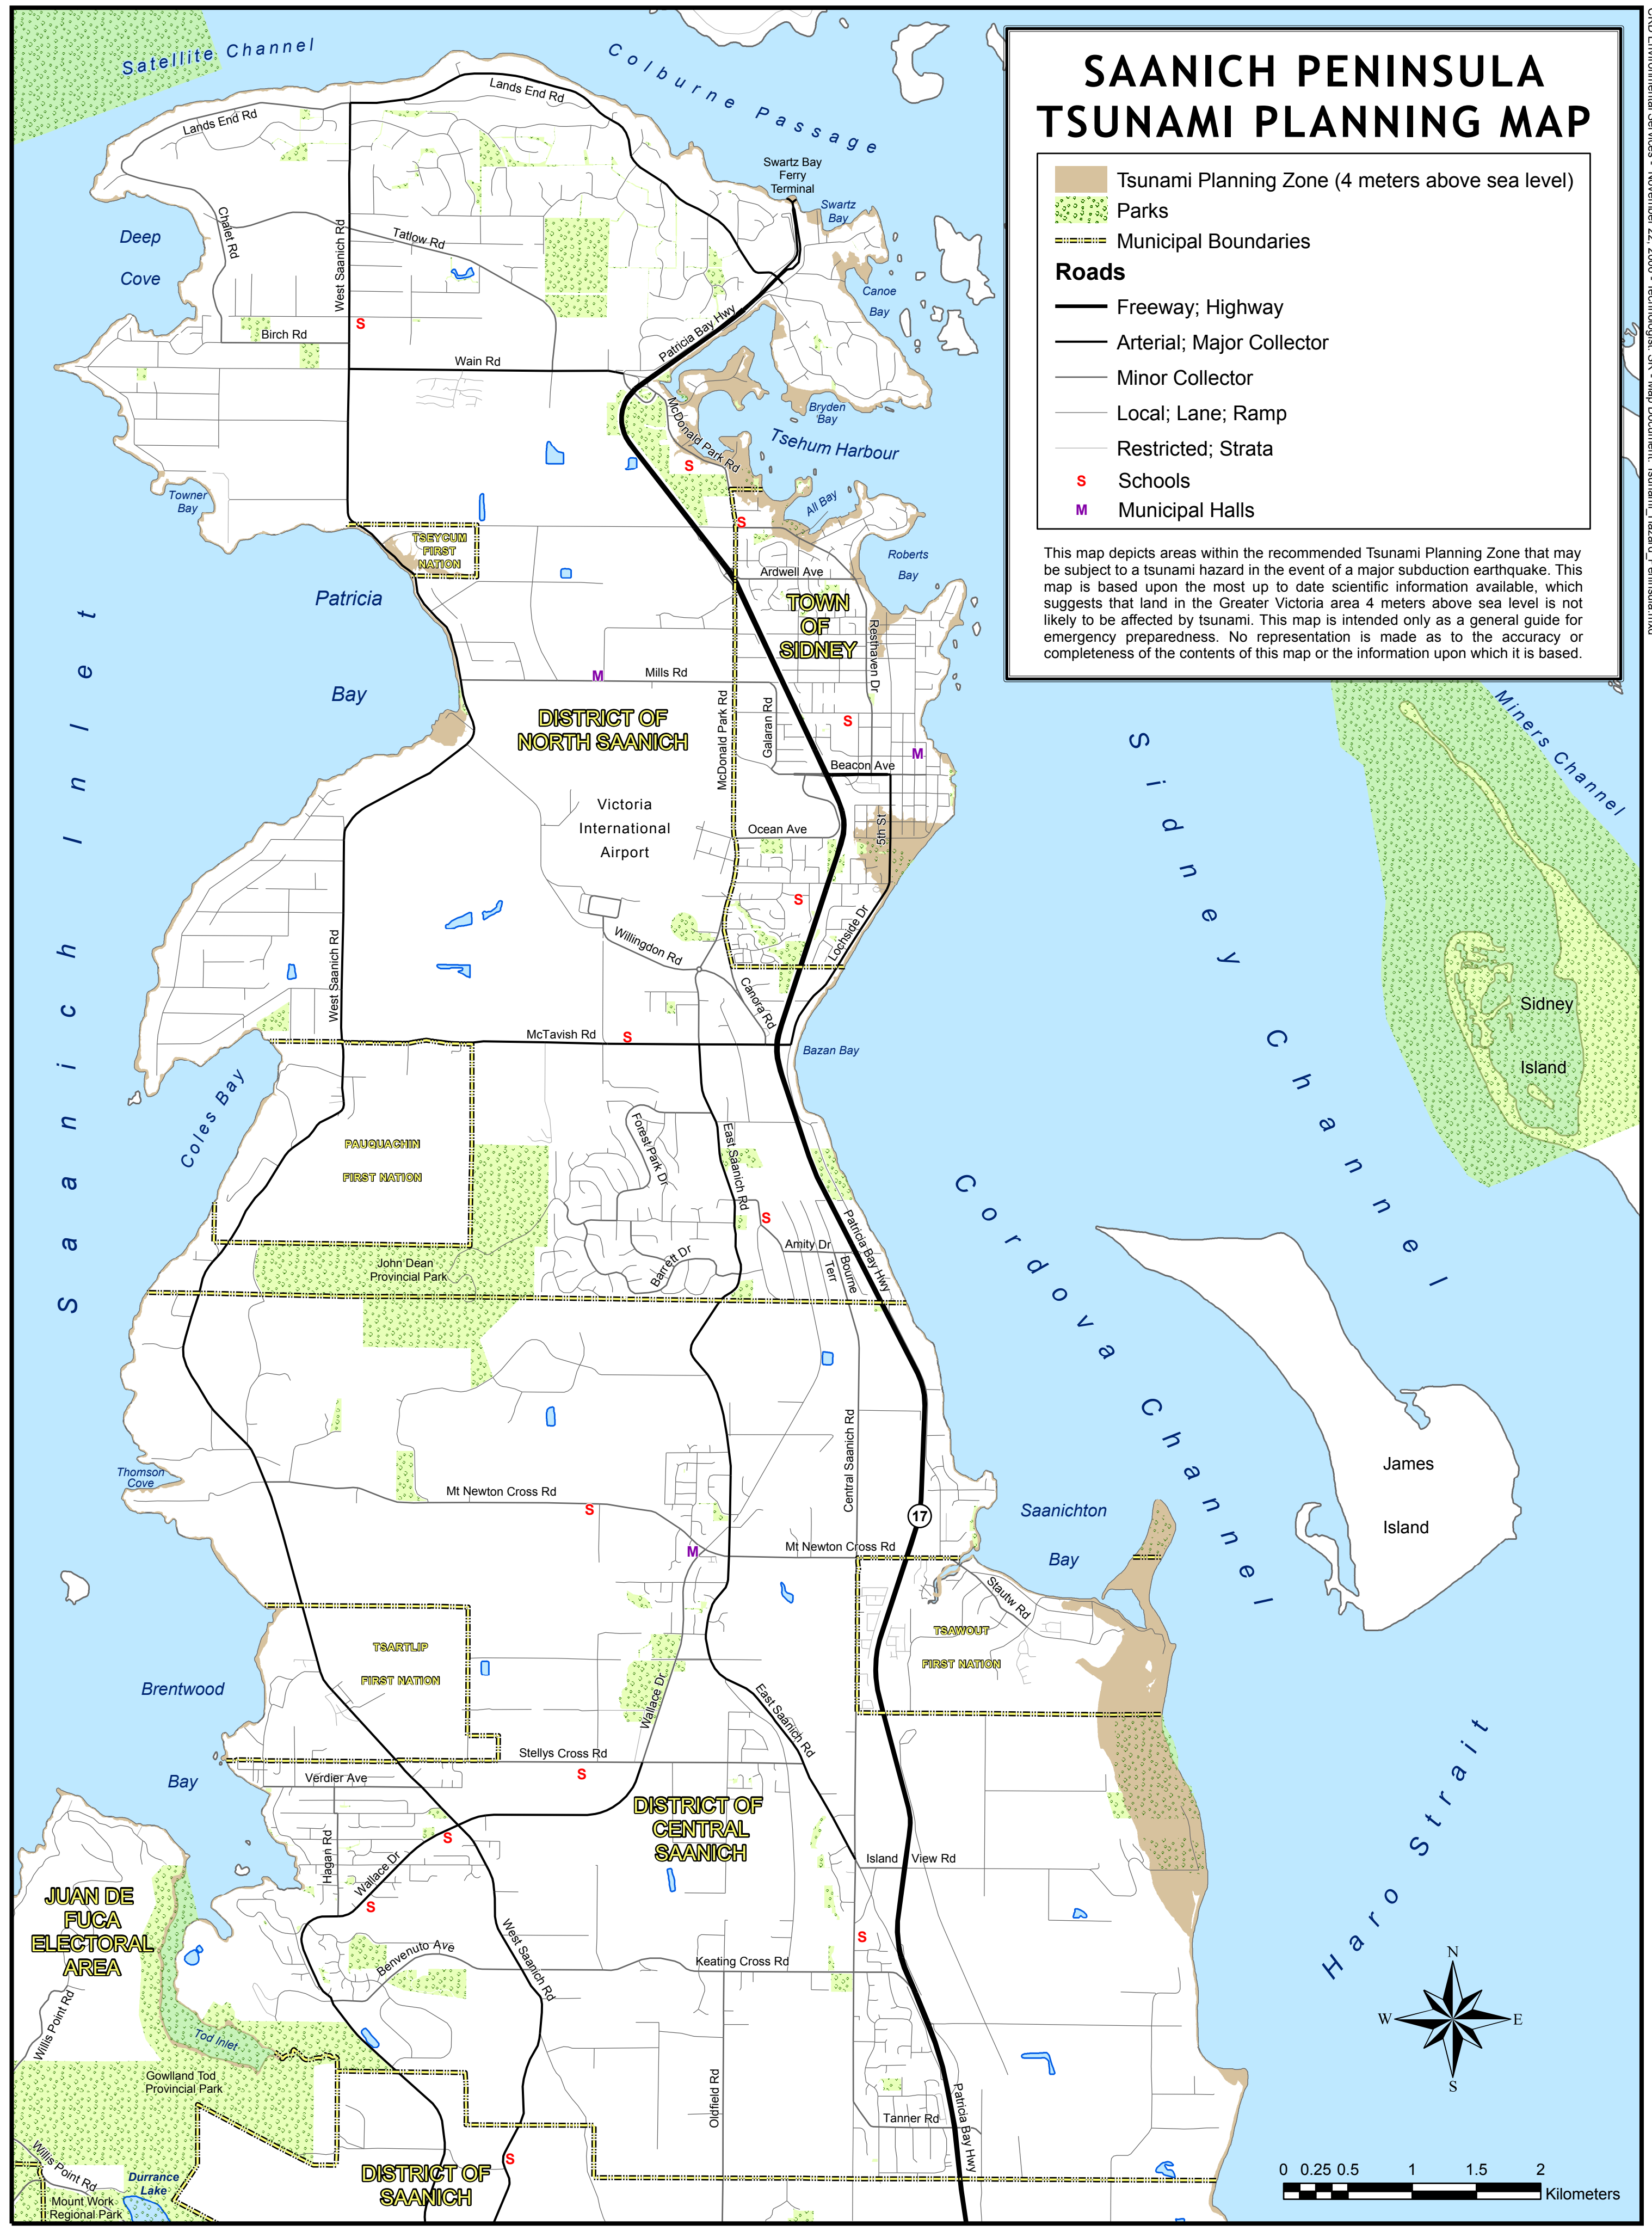 SAANICH PENINSULA
TSUNAMI PLANNING MAP
Tsunami Planning Zone (4 meters above sea level)
Parks
Municipal Boundaries
Roads
Freeway; Highway
Arterial; Major Collector
Minor Collector
Local; Lane; Ramp
Restricted; Strata
S Schools
M Municipal Halls
This map depicts areas within the recommended Tsunami Planning Zone that may
be subject to a tsunami hazard in the event of a major subduction earthquake. This
map is based upon the most up to date scientific information available, which
suggests that land in the Greater Victoria area 4 meters above sea level is not
likely to be affected by tsunami. This map is intended only as a general guide for
emergency preparedness. No representation is made as to the accuracy or
completeness of the contents of this map or the information upon which it is based.
Satellite Channel
Colburne Passage
Lands End Rd
Lands End Rd
Swartz Bay
Ferry
Terminal
Swartz
Bay
Deep
Cove
Chalet Rd
West Saanich Rd
Tatlow Rd
Canoe
Bay
Birch Rd
S
Wain Rd
Patricia Bay Hwy
Bryden
Bay
McDonald Park Rd
Tsehum Harbour
S
Towner
Bay
All Bay
S
TSEYCUM
FIRST
NATION
Roberts
Bay
Ardwell Ave
Patricia
Bay
TOWN
OF
SIDNEY
Resthaven Dr
M
Mills Rd
DISTRICT OF
NORTH SAANICH
McDonald Park Rd
Galaran Rd
S
M
Beacon Ave
Victoria
International
Airport
Ocean Ave
5th St
S
Willingdon Rd
Lochside Dr
Canora Rd
West Saanich Rd
McTavish Rd
S
Bazan Bay
Saanich Inlet
Coles Bay
PAUQUACHIN
FIRST NATION
Forest Park Dr
East Saanich Rd
S
Amity Dr
Bourne
Terr
Patricia Bay Hwy
Barrett Dr
John Dean
Provincial Park
Sidney Channel
Miners Channel
Sidney
Island
Cordova Channel
James
Island
Thomson
Cove
Mt Newton Cross Rd
S
Central Saanich Rd
17
M
Mt Newton Cross Rd
Saanichton
Bay
Stautw Rd
TSAWOUT
FIRST NATION
TSARTLIP
FIRST NATION
Brentwood
Bay
Wallace Dr
East Saanich Rd
Stellys Cross Rd
S
Verdier Ave
DISTRICT OF
CENTRAL
SAANICH
Hagan Rd
S
Wallace Dr
S
Island View Rd
JUAN DE
FUCA
ELECTORAL
AREA
Benvenuto Ave
West Saanich Rd
S
Keating Cross Rd
Haro Strait
Willis Point Rd
Tod Inlet
Gowlland Tod
Provincial Park
Oldfield Rd
Tanner Rd
Patricia Bay Hwy
Willis Point Rd
Durrance
Lake
Mount Work
Regional Park
S
DISTRICT OF
SAANICH
N
W
E
S
0 0.25 0.5 1 1.5 2
Kilometers